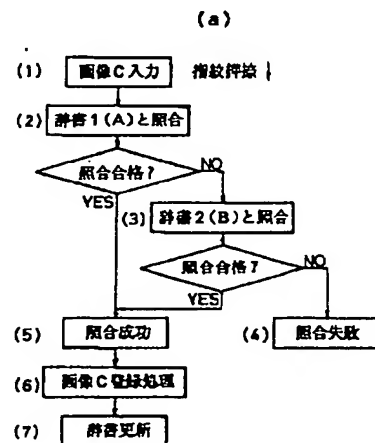 (a)
(1) 画像C入力 指紋押捺
(2) 辞書1(A)と照合
照合合格?
NO
YES
(3) 辞書2(B)と照合
照合合格?
NO
YES
(5) 照合成功
(4) 照合失敗
(6) 画像C登録処理
(7) 辞書更新